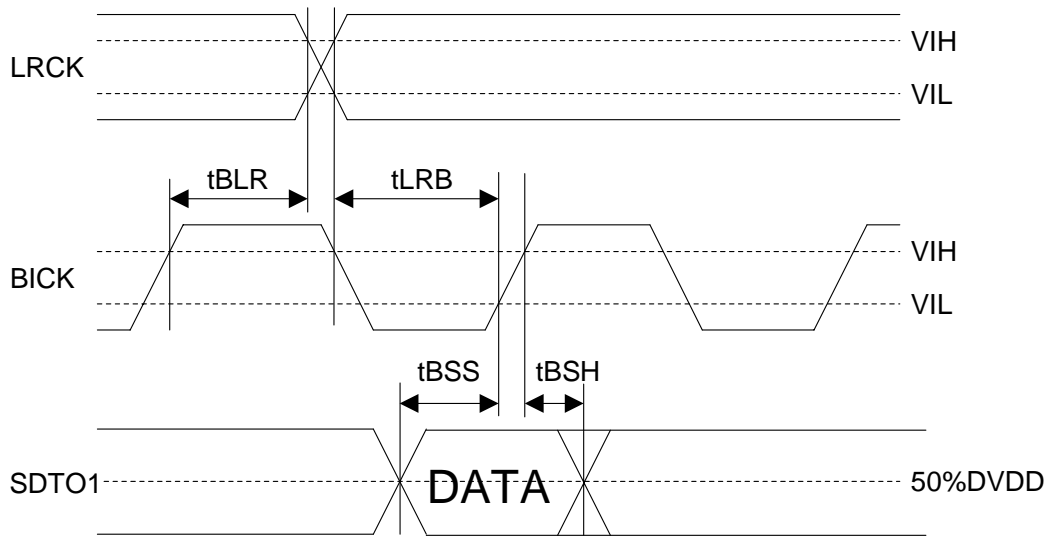 LRCK
VIH
VIL
tBLR
tLRB
BICK
VIH
VIL
tBSS
tBSH
SDTO1
DATA
50%DVDD